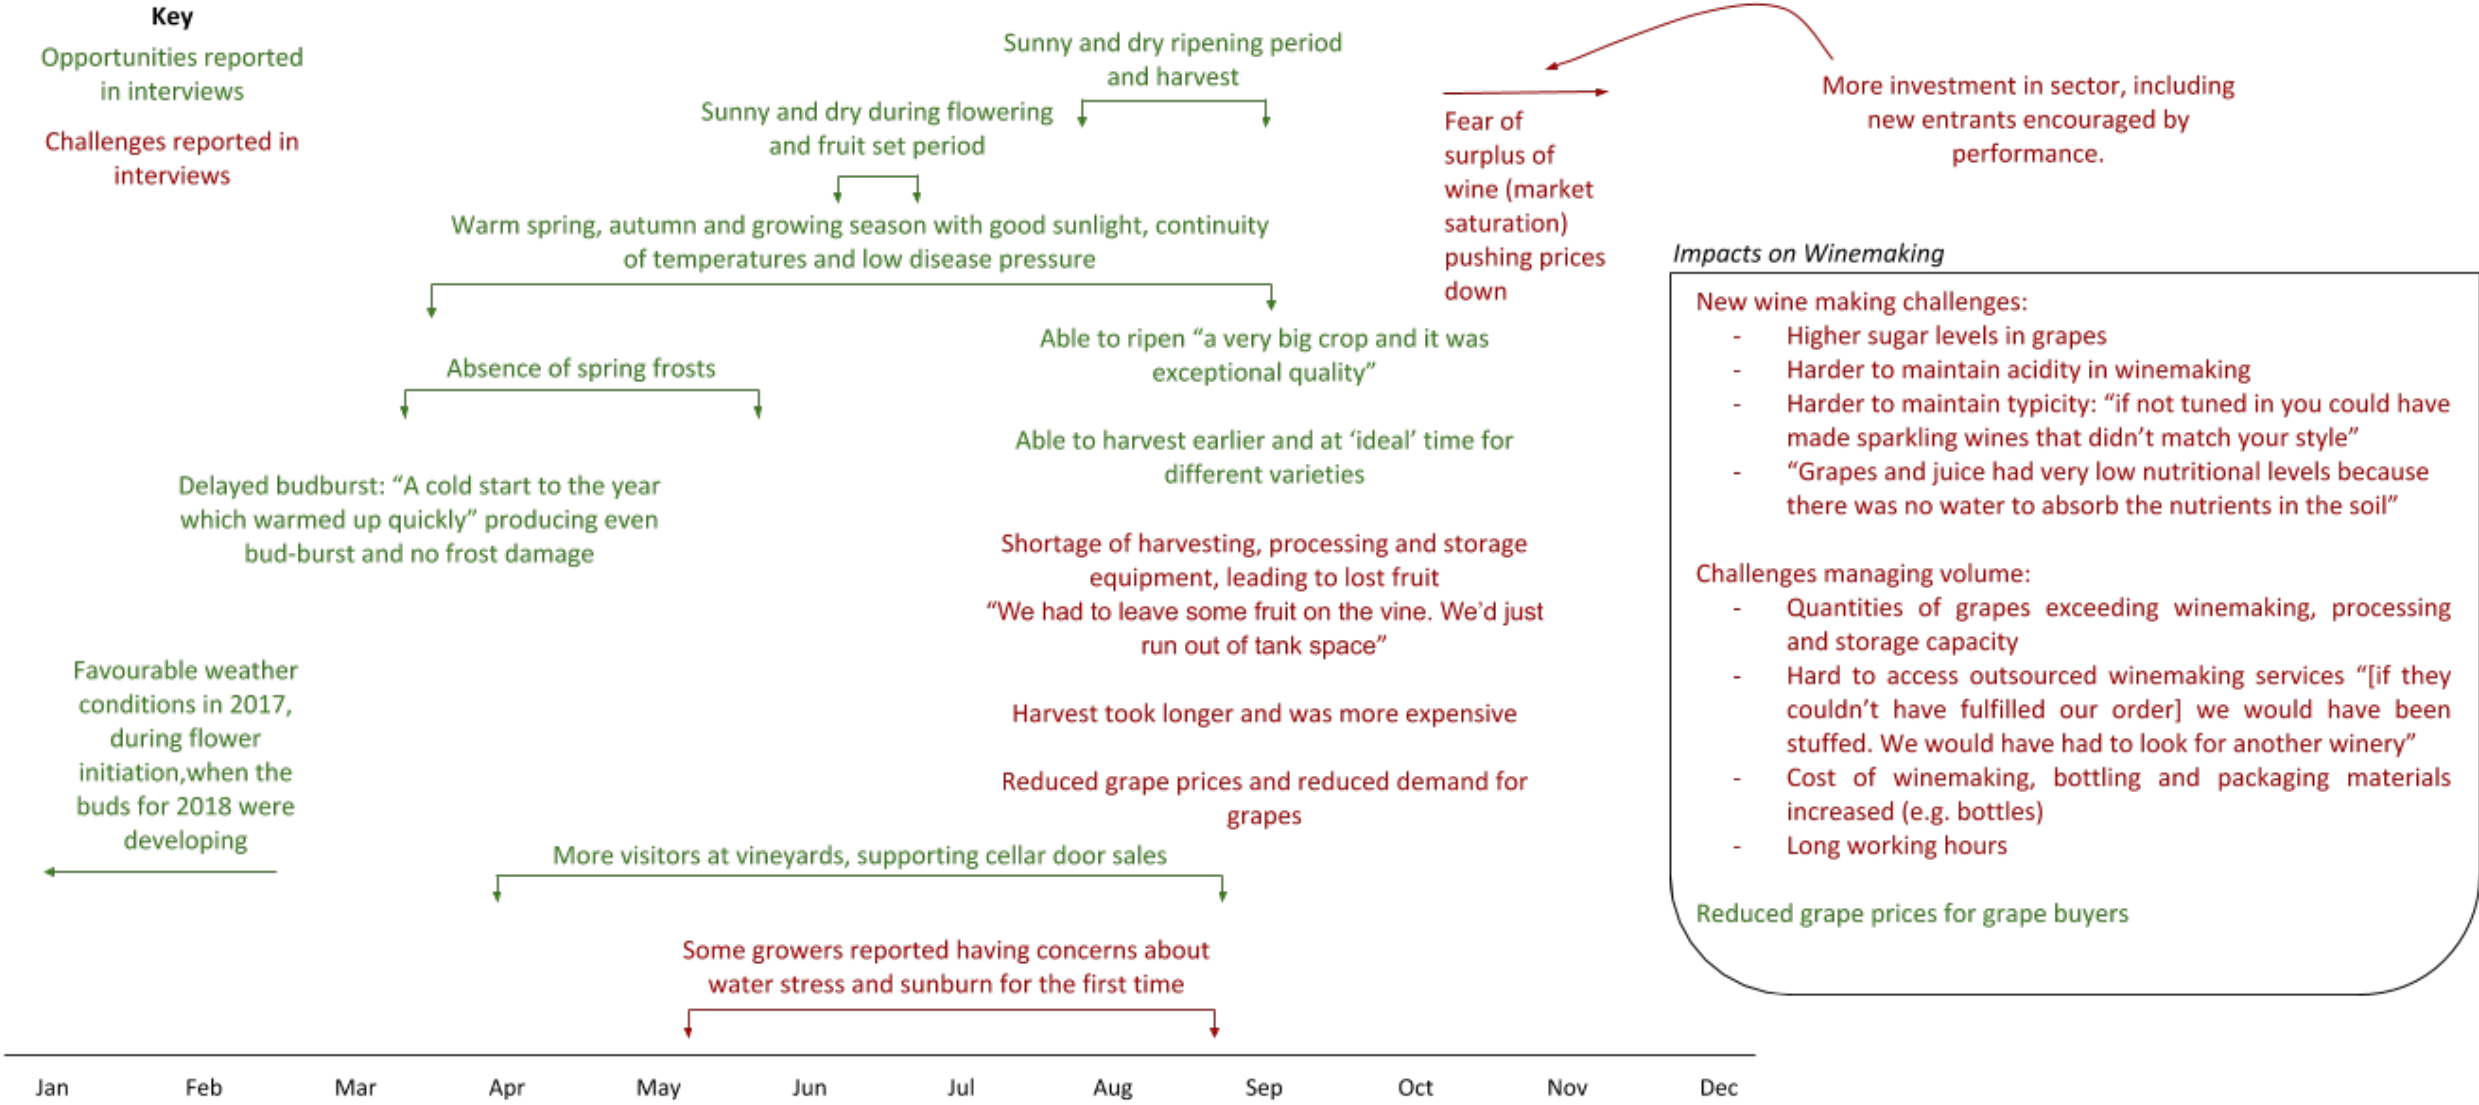 Key
Opportunities reported
in interviews
Challenges reported in
interviews
Sunny and dry ripening period
and harvest
Sunny and dry during flowering
and fruit set period
Warm spring, autumn and growing season with good sunlight, continuity
of temperatures and low disease pressure
Absence of spring frosts
Delayed budburst: “A cold start to the year
which warmed up quickly” producing even
bud-burst and no frost damage
Favourable weather
conditions in 2017,
during flower
initiation,when the
buds for 2018 were
developing
Able to ripen “a very big crop and it was
exceptional quality”
Able to harvest earlier and at ‘ideal’ time for
different varieties
Shortage of harvesting, processing and storage
equipment, leading to lost fruit
“We had to leave some fruit on the vine. We’d just
run out of tank space”
Harvest took longer and was more expensive
Reduced grape prices and reduced demand for
grapes
More visitors at vineyards, supporting cellar door sales
Some growers reported having concerns about
water stress and sunburn for the first time
Fear of
surplus of
wine (market
saturation)
pushing prices
down
More investment in sector, including
new entrants encouraged by
performance.
Impacts on Winemaking
New wine making challenges:
- Higher sugar levels in grapes
- Harder to maintain acidity in winemaking
- Harder to maintain typicity: “if not tuned in you could have
made sparkling wines that didn’t match your style”
- “Grapes and juice had very low nutritional levels because
there was no water to absorb the nutrients in the soil”
Challenges managing volume:
- Quantities of grapes exceeding winemaking, processing
and storage capacity
- Hard to access outsourced winemaking services “[if they
couldn’t have fulfilled our order] we would have been
stuffed. We would have had to look for another winery”
- Cost of winemaking, bottling and packaging materials
increased (e.g. bottles)
- Long working hours
Reduced grape prices for grape buyers
Jan Feb Mar Apr May Jun Jul Aug Sep Oct Nov Dec